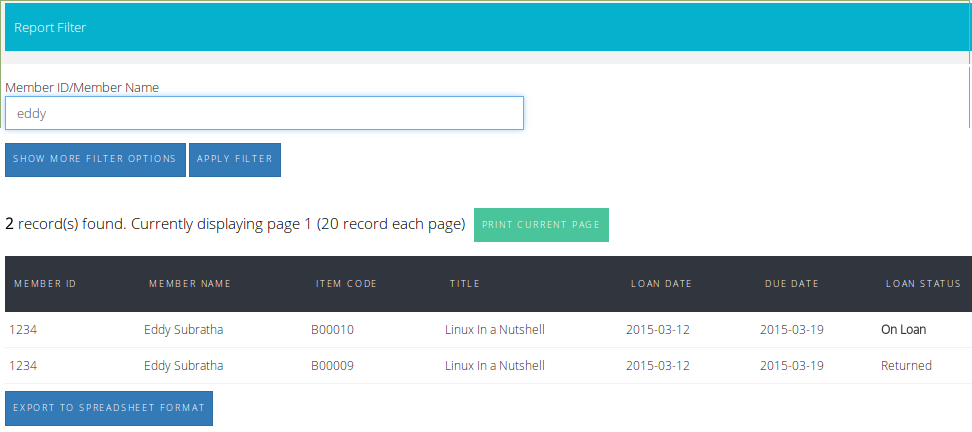 Report Filter
Member ID/Member Name
eddy
SHOW MORE FILTER OPTIONS APPLY FILTER
2 record(s) found. Currently displaying page 1 (20 record each page) PRINT CURRENT PAGE
MEMBER ID MEMBER NAME ITEM CODE TITLE LOAN DATE DUE DATE LOAN STATUS
1234 Eddy Subratha B00010 Linux In a Nutshell 2015-03-12 2015-03-19 On Loan
1234 Eddy Subratha B00009 Linux In a Nutshell 2015-03-12 2015-03-19 Returned
EXPORT TO SPREADSHEET FORMAT